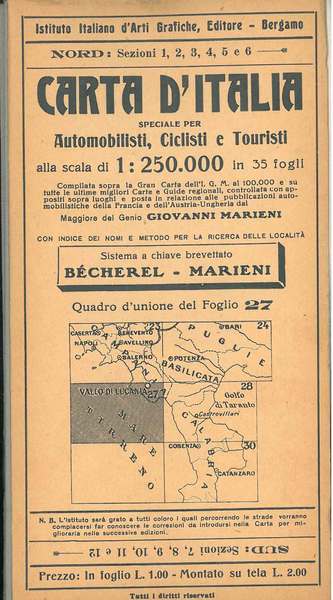 Istituto Italiano d'Arti Grafiche, Editore - Bergamo
NORD: Sezioni 1, 2, 3, 4, 5 e 6
CARTA D'ITALIA
SPECIALE PER
Automobilisti, Ciclisti e Touristi
alla scala di 1:250.000 in 35 fogli
Compilata sopra la Gran Carta dell'I. G. M. al 100,000 e su
tutte le ultime migliori Carte e Guide regionali, controllata con ap-
positi sopra luoghi e posta in relazione alle pubblicazioni auto-
mobilistiche della Francia e dell'Austria-Ungheria dal
Maggiore del Genio GIOVANNI MARIENI
CON INDICE DEI NOMI E METODO PER LA RICERCA DELLE LOCALITÀ
Sistema a chiave brevettato
BÉCHEREL - MARIENI
Quadro d'unione del Foglio 27
23
BARI 24
CASERTA
BENEVENTO
PUGLIE
NAPOLI
AVELLINO
CAMPANIA
SALERNO
POTENZA
BASILICATA
VALLO DI LUCANIA
27
28
Golfo
di Taranto
Castrovillari
MARE
TIRRENO
COSENZA
30
CALABRIA
CATANZARO
N. B. L'Istituto sarà grato a tutti coloro i quali percorrendo le strade vorranno
compiacersi far conoscere le correzioni da introdursi nella Carta per mi-
gliorarla nelle successive edizioni.
SUD: Sezioni 7, 8, 9, 10, 11 e 12
Prezzo: In foglio L. 1.00 - Montato su tela L. 2.00
Tutti i diritti riservati